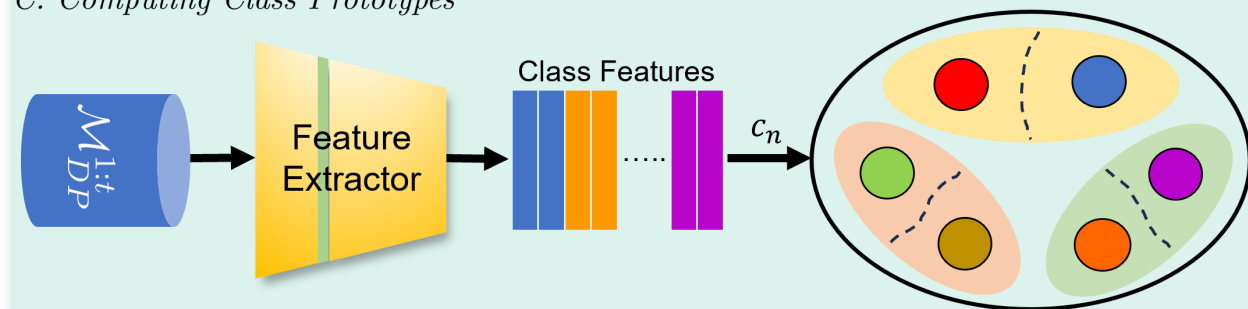 C. Computing Class Prototypes
ℳ_{DP}^{1:t}
Feature
Extractor
Class Features
.....
c_n